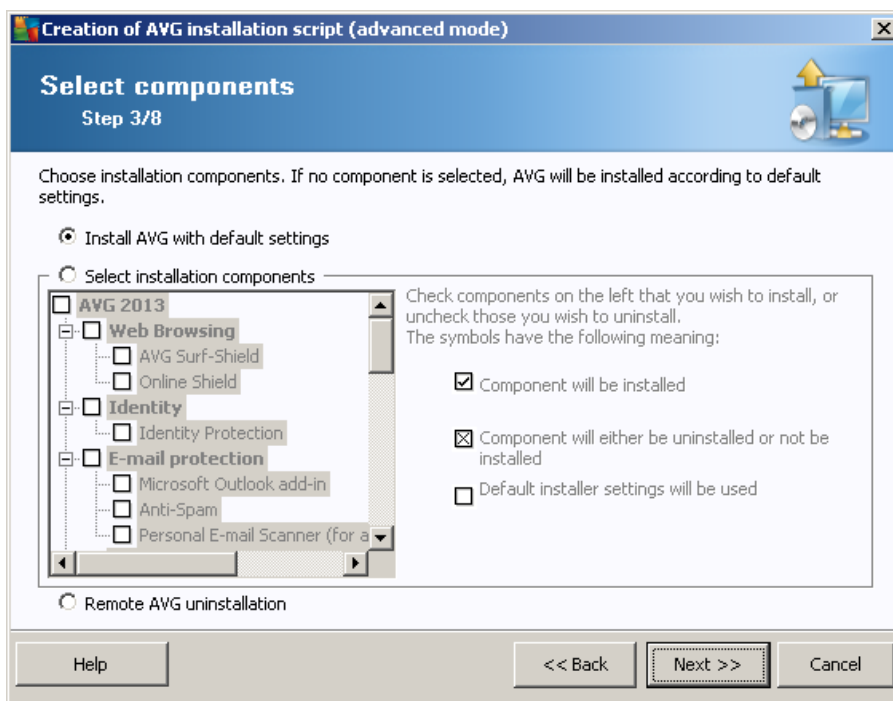 Creation of AVG installation script (advanced mode)
Select components
Step 3/8
Choose installation components. If no component is selected, AVG will be installed according to default
settings.
Install AVG with default settings
Select installation components
AVG 2013
Web Browsing
AVG Surf-Shield
Online Shield
Identity
Identity Protection
E-mail protection
Microsoft Outlook add-in
Anti-Spam
Personal E-mail Scanner (for a
Check components on the left that you wish to install, or
uncheck those you wish to uninstall.
The symbols have the following meaning:
Component will be installed
Component will either be uninstalled or not be
installed
Default installer settings will be used
Remote AVG uninstallation
Help
<< Back
Next >>
Cancel